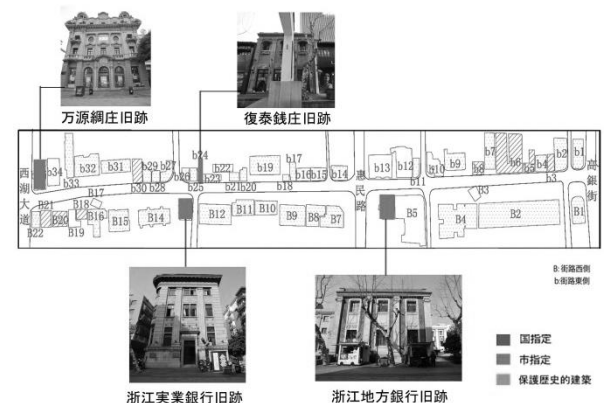 万源綢庄旧跡
復泰銭庄旧跡
西湖大道
惠民路
高銀街
b34
b33
b32
b31
b30
b29
b28
b27
b26
b25
b24
b23
b22
b21
b20
b19
b18
b17
b16
b15
b14
b13
b12
b11
b10
b9
b8
b7
b6
b5
b4
b3
b2
b1
B22
B21
B20
B19
B18
B17
B16
B15
B14
B12
B11
B10
B9
B8
B7
B5
B4
B3
B2
B1
B: 街路西側
b:街路東側
国指定
市指定
保護歴史的建築
浙江実業銀行旧跡
浙江地方銀行旧跡